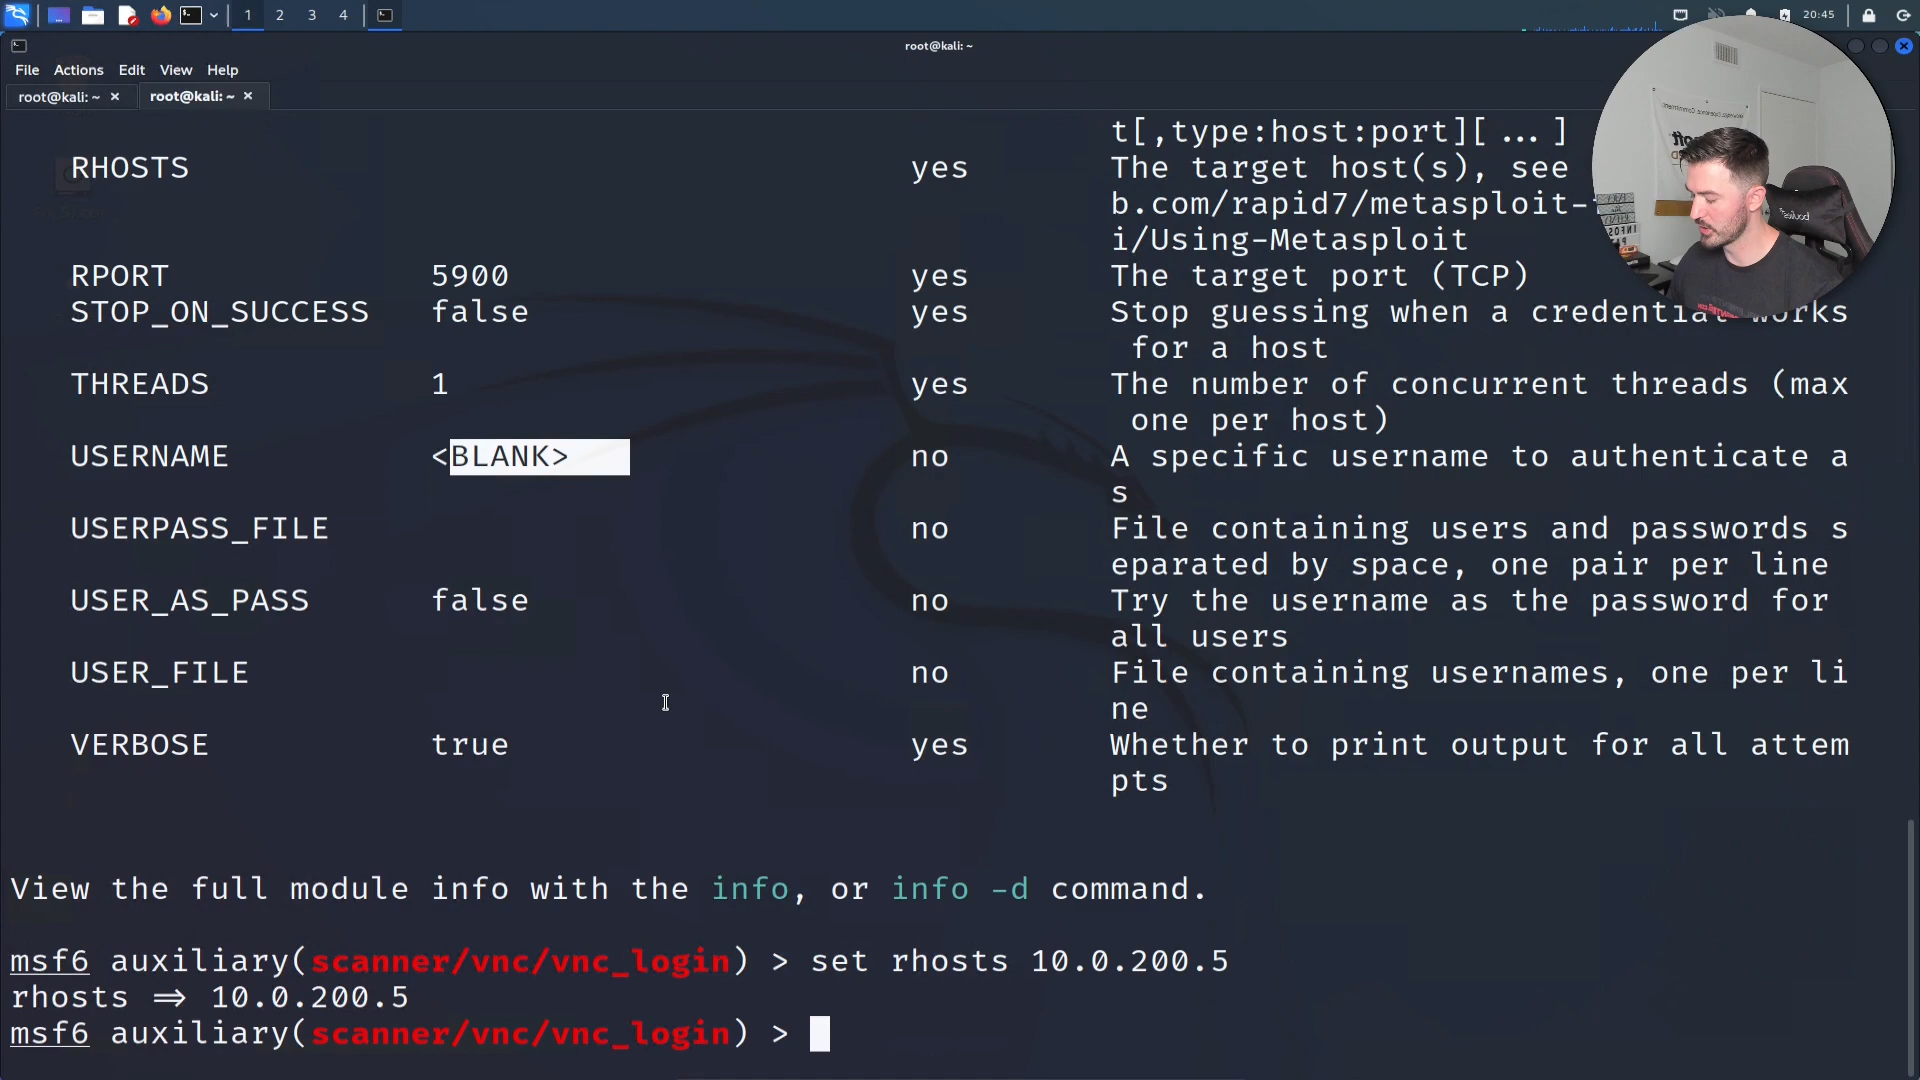 1 2 3 4 20:45
root@kali: ~
File Actions Edit View Help
root@kali: ~ × root@kali: ~ ×
t[,type:host:port][...]
RHOSTS yes The target host(s), see
b.com/rapid7/metasploit-
i/Using-Metasploit
RPORT 5900 yes The target port (TCP)
STOP_ON_SUCCESS false yes Stop guessing when a credential works
for a host
THREADS 1 yes The number of concurrent threads (max
one per host)
USERNAME <BLANK> no A specific username to authenticate a
s
USERPASS_FILE no File containing users and passwords s
eparated by space, one pair per line
USER_AS_PASS false no Try the username as the password for
all users
USER_FILE no File containing usernames, one per li
ne
VERBOSE true yes Whether to print output for all attem
pts
View the full module info with the info, or info -d command.
msf6 auxiliary(scanner/vnc/vnc_login) > set rhosts 10.0.200.5
rhosts => 10.0.200.5
msf6 auxiliary(scanner/vnc/vnc_login) >